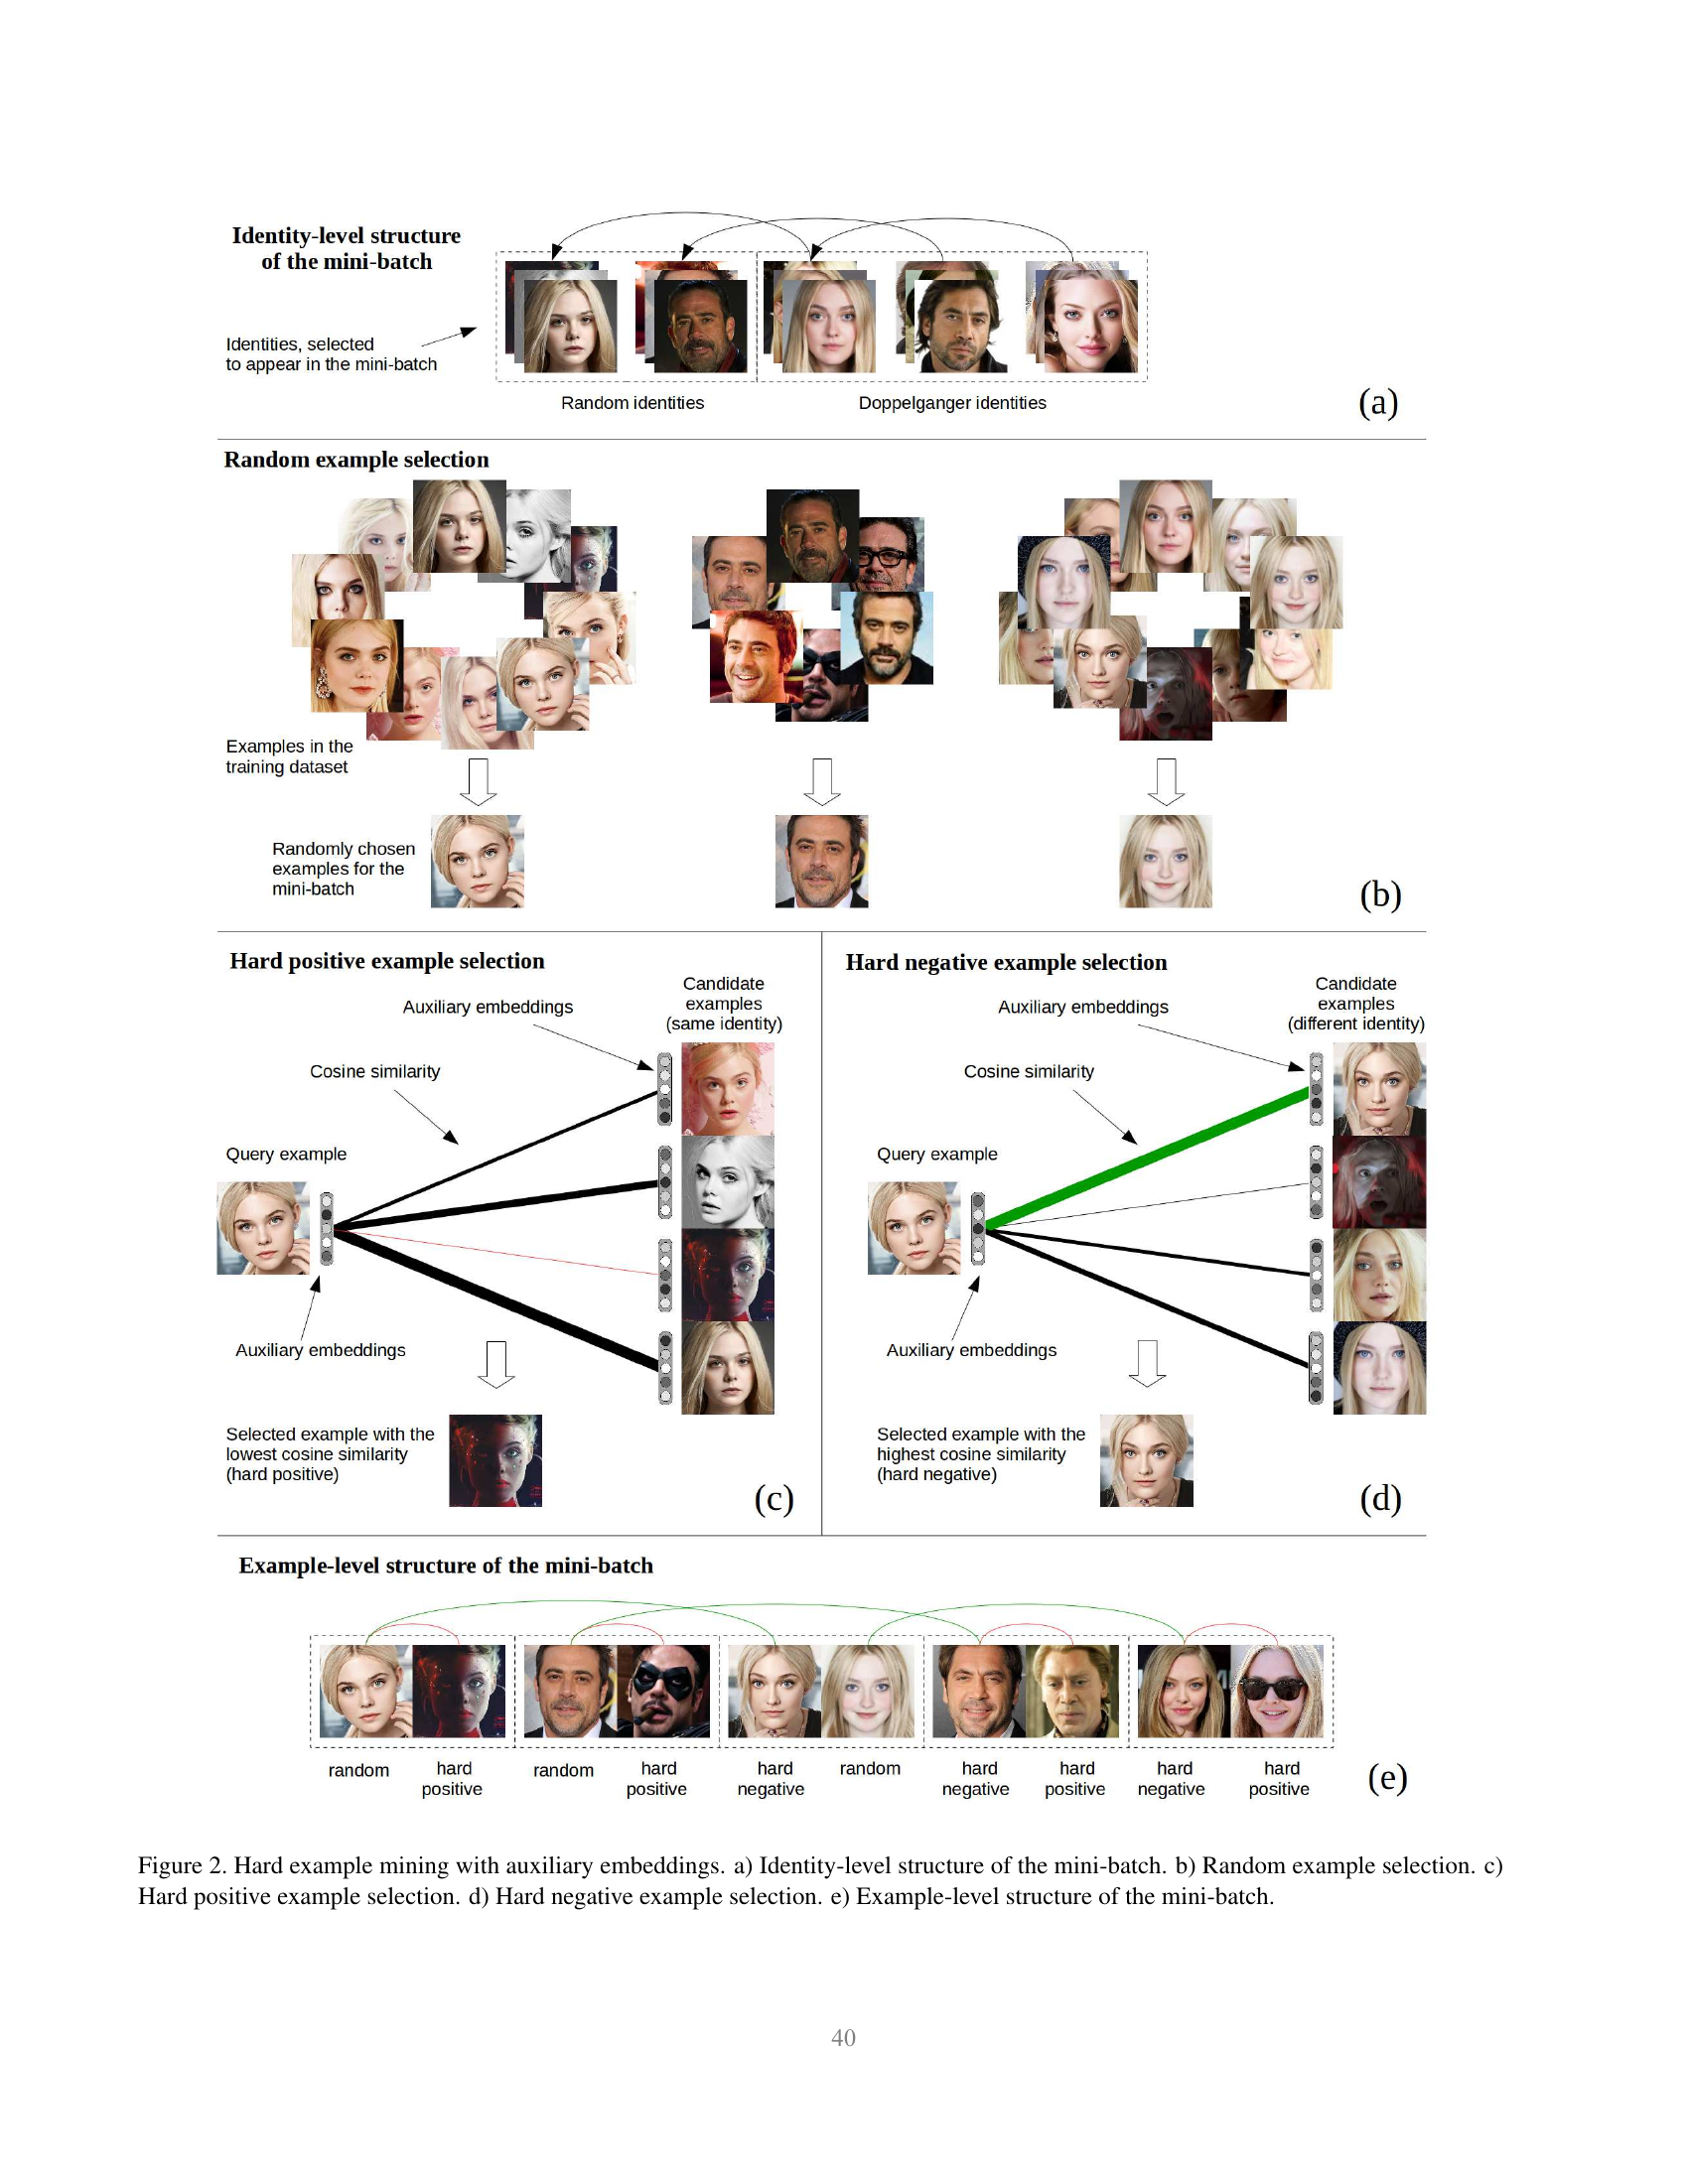 Identity-level structure
of the mini-batch
Identities, selected
to appear in the mini-batch
Random identities
Doppelganger identities
(a)
Random example selection
Examples in the
training dataset
Randomly chosen
examples for the
mini-batch
(b)
Hard positive example selection
Candidate
examples
(same identity)
Auxiliary embeddings
Cosine similarity
Query example
Auxiliary embeddings
Selected example with the
lowest cosine similarity
(hard positive)
(c)
Hard negative example selection
Candidate
examples
(different identity)
Auxiliary embeddings
Cosine similarity
Query example
Auxiliary embeddings
Selected example with the
highest cosine similarity
(hard negative)
(d)
Example-level structure of the mini-batch
random
hard
positive
random
hard
positive
hard
negative
random
hard
negative
hard
positive
hard
negative
hard
positive
(e)
Figure 2. Hard example mining with auxiliary embeddings. a) Identity-level structure of the mini-batch. b) Random example selection. c)
Hard positive example selection. d) Hard negative example selection. e) Example-level structure of the mini-batch.
40